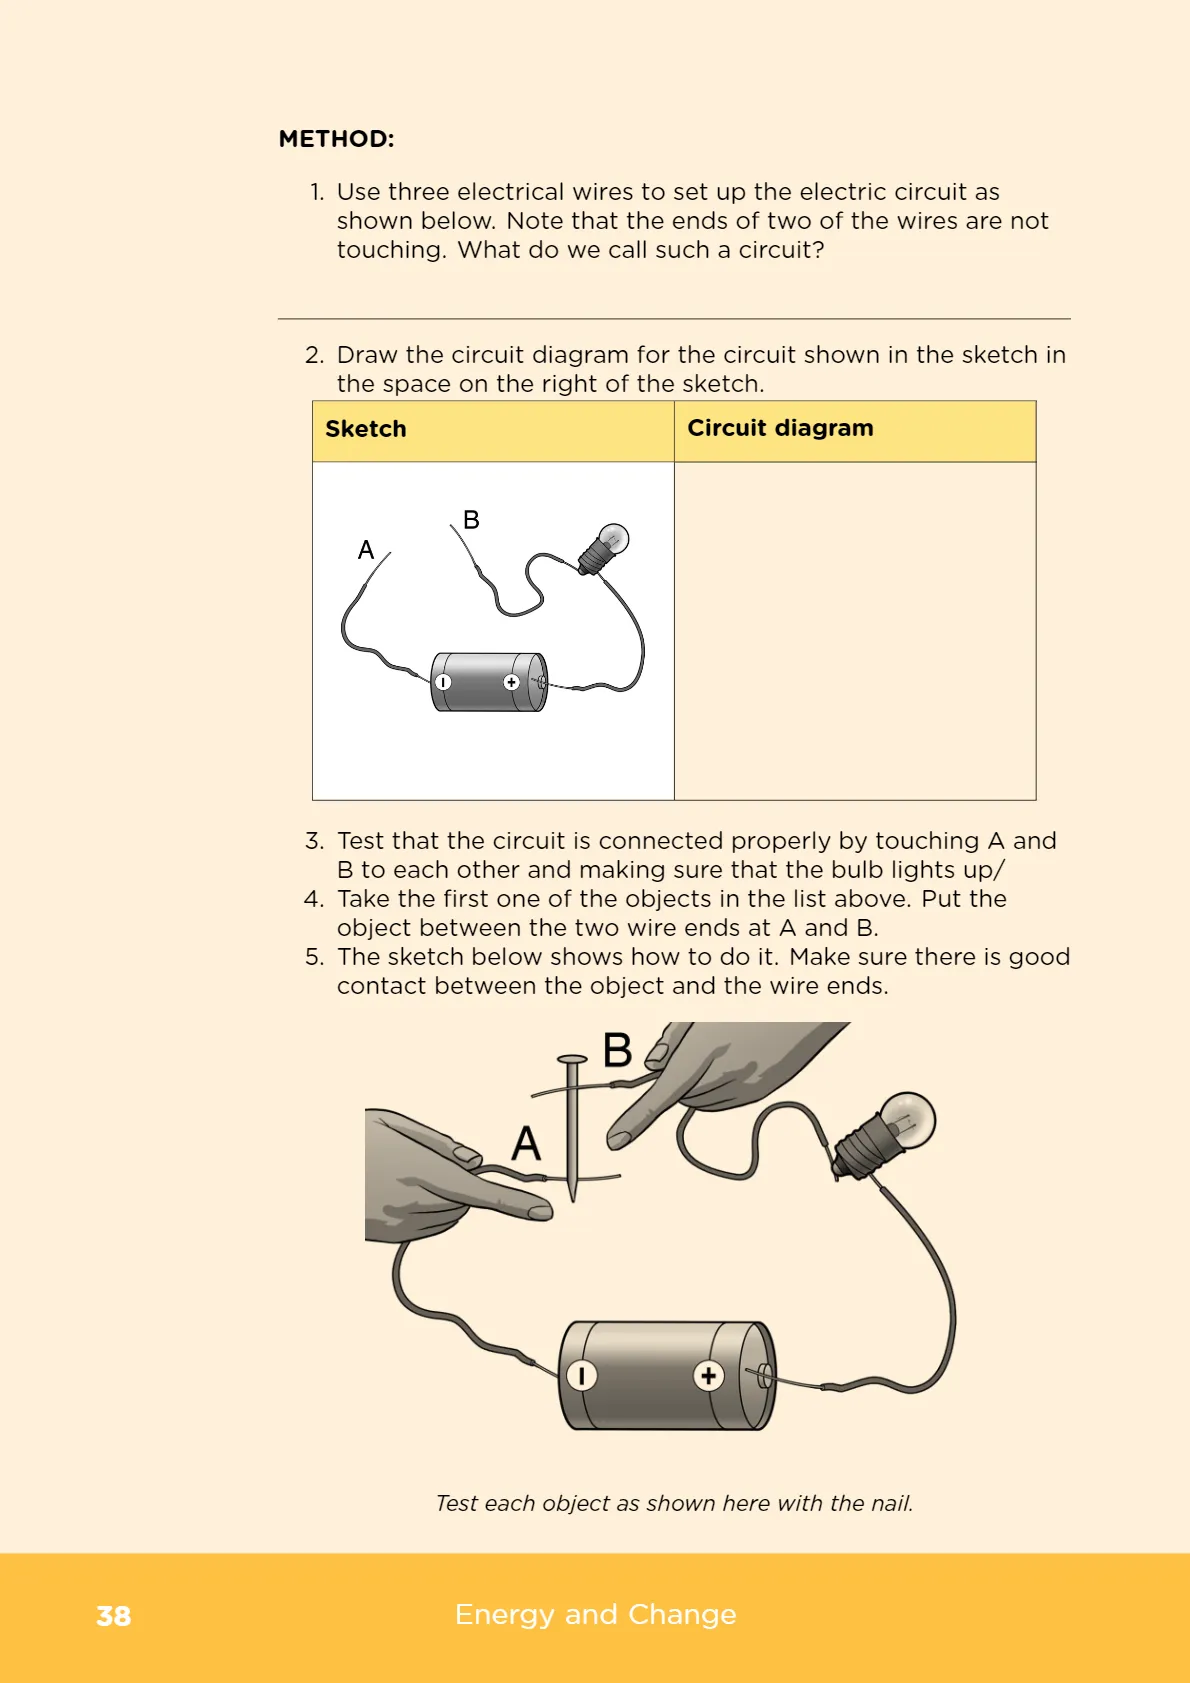 METHOD:
1. Use three electrical wires to set up the electric circuit as
shown below. Note that the ends of two of the wires are not
touching. What do we call such a circuit?
2. Draw the circuit diagram for the circuit shown in the sketch in
the space on the right of the sketch.
Sketch
Circuit diagram
B
A
3. Test that the circuit is connected properly by touching A and
B to each other and making sure that the bulb lights up/
4. Take the first one of the objects in the list above. Put the
object between the two wire ends at A and B.
5. The sketch below shows how to do it. Make sure there is good
contact between the object and the wire ends.
B
A
Test each object as shown here with the nail.
38
Energy and Change